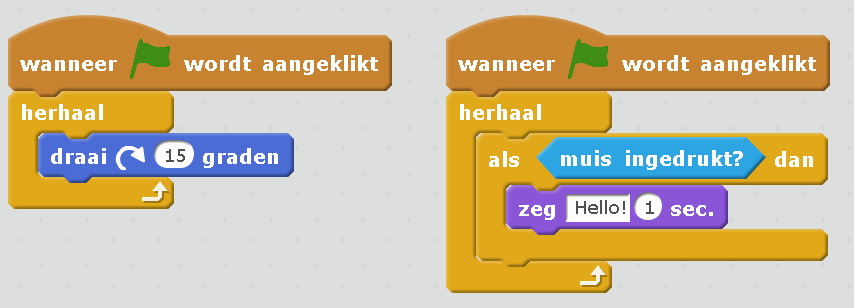 wanneer wordt aangeklikt
herhaal
draai 15 graden
wanneer wordt aangeklikt
herhaal
als muis ingedrukt? dan
zeg Hello! 1 sec.